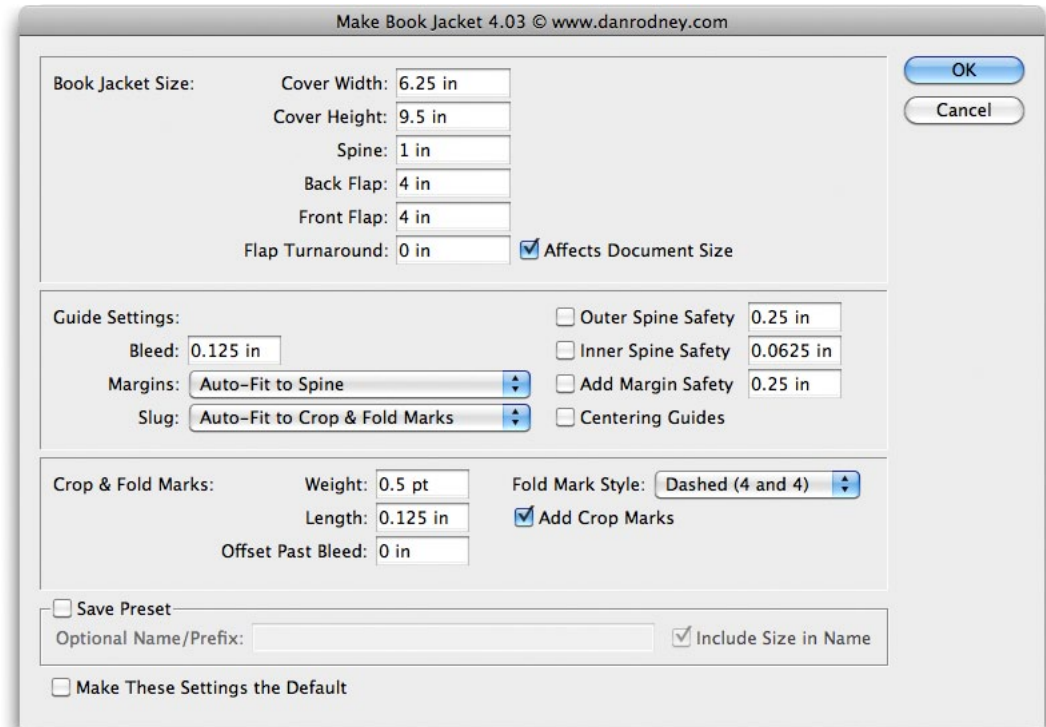 Make Book Jacket 4.03 © www.danrodney.com
Book Jacket Size: Cover Width: 6.25 in
Cover Height: 9.5 in
Spine: 1 in
Back Flap: 4 in
Front Flap: 4 in
Flap Turnaround: 0 in Affects Document Size
OK
Cancel
Guide Settings:
Bleed: 0.125 in
Margins: Auto-Fit to Spine
Slug: Auto-Fit to Crop & Fold Marks
Outer Spine Safety 0.25 in
Inner Spine Safety 0.0625 in
Add Margin Safety 0.25 in
Centering Guides
Crop & Fold Marks: Weight: 0.5 pt
Length: 0.125 in
Offset Past Bleed: 0 in
Fold Mark Style: Dashed (4 and 4)
Add Crop Marks
Save Preset
Optional Name/Prefix: Include Size in Name
Make These Settings the Default